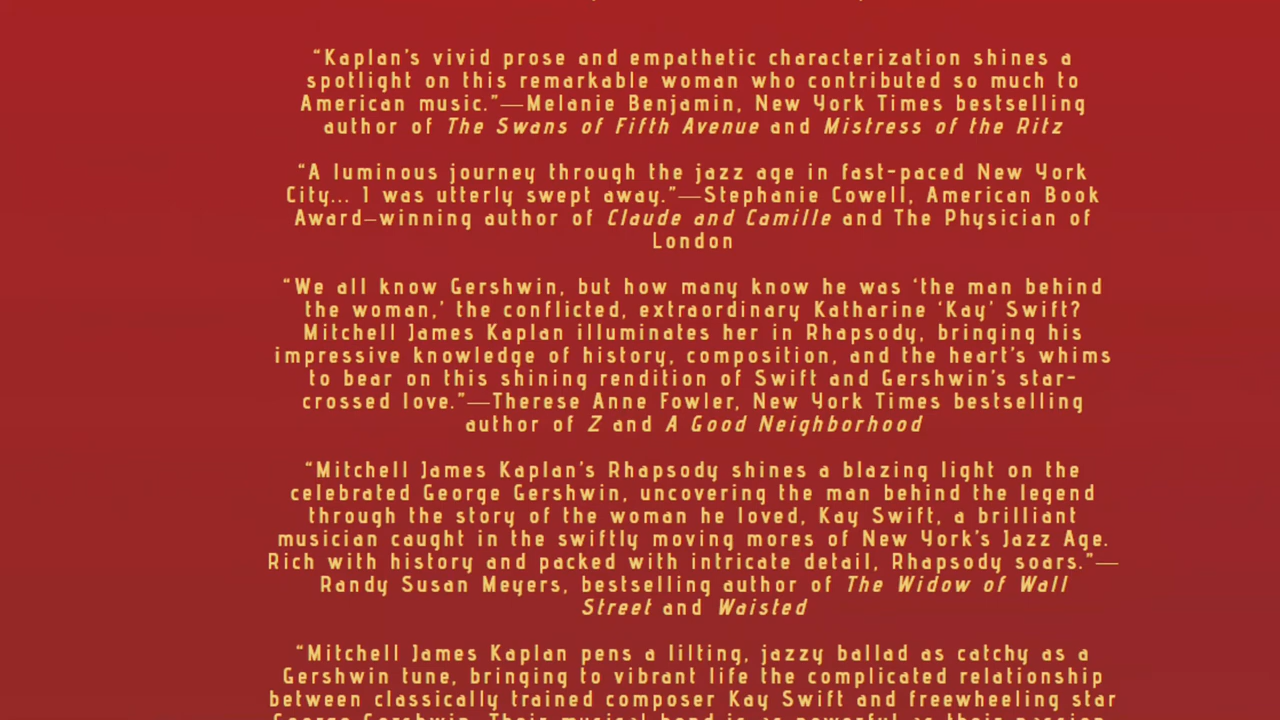 “Kaplan’s vivid prose and empathetic characterization shines a
spotlight on this remarkable woman who contributed so much to
American music.”—Melanie Benjamin, New York Times bestselling
author of The Swans of Fifth Avenue and Mistress of the Ritz
“A luminous journey through the jazz age in fast-paced New York
City... I was utterly swept away.”—Stephanie Cowell, American Book
Award–winning author of Claude and Camille and The Physician of
London
“We all know Gershwin, but how many know he was ‘the man behind
the woman,’ the conflicted, extraordinary Katharine ‘Kay’ Swift?
Mitchell James Kaplan illuminates her in Rhapsody, bringing his
impressive knowledge of history, composition, and the heart’s whims
to bear on this shining rendition of Swift and Gershwin’s star-
crossed love.”—Therese Anne Fowler, New York Times bestselling
author of Z and A Good Neighborhood
“Mitchell James Kaplan’s Rhapsody shines a blazing light on the
celebrated George Gershwin, uncovering the man behind the legend
through the story of the woman he loved, Kay Swift, a brilliant
musician caught in the swiftly moving mores of New York’s Jazz Age.
Rich with history and packed with intricate detail, Rhapsody soars.”—
Randy Susan Meyers, bestselling author of The Widow of Wall
Street and Waisted
“Mitchell James Kaplan pens a lilting, jazzy ballad as catchy as a
Gershwin tune, bringing to vibrant life the complicated relationship
between classically trained composer Kay Swift and freewheeling star
George Gershwin. Their musical bond is as powerful as their passion